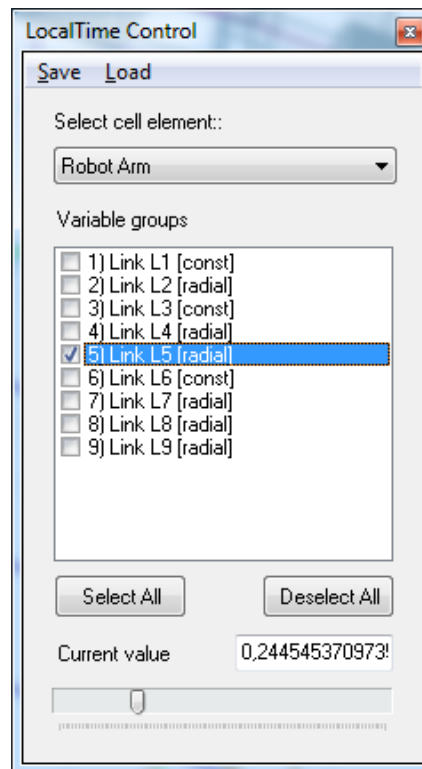 LocalTime Control
Save Load
Select cell element::
Robot Arm
Variable groups
1) Link L1 [const]
2) Link L2 [radial]
3) Link L3 [const]
4) Link L4 [radial]
5) Link L5 [radial]
6) Link L6 [const]
7) Link L7 [radial]
8) Link L8 [radial]
9) Link L9 [radial]
Select All Deselect All
Current value 0,244545370973